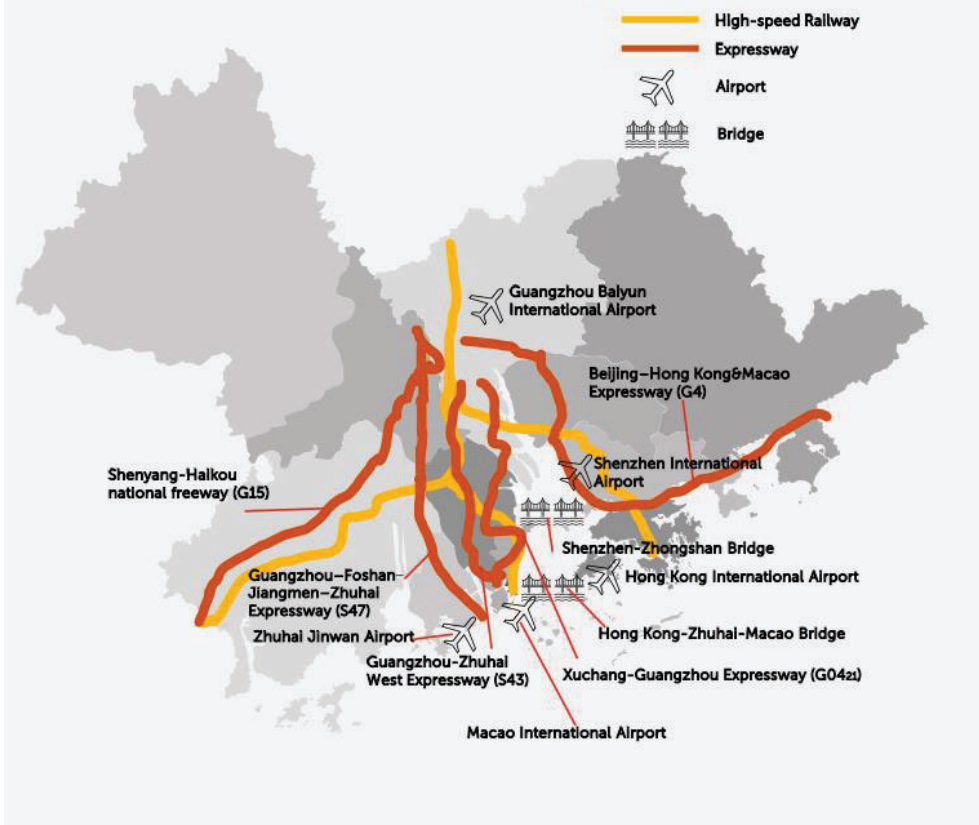 High-speed Railway
Expressway
Airport
Bridge
Guangzhou Baiyun
International Airport
Beijing–Hong Kong&Macao
Expressway (G4)
Shenzhen International
Airport
Shenyang-Haikou
national freeway (G15)
Shenzhen-Zhongshan Bridge
Guangzhou–Foshan
Jiangmen–Zhuhai
Expressway (S47)
Hong Kong International Airport
Zhuhai Jinwan Airport
Hong Kong-Zhuhai-Macao Bridge
Guangzhou-Zhuhai
West Expressway (S43)
Xuchang-Guangzhou Expressway (G0421)
Macao International Airport